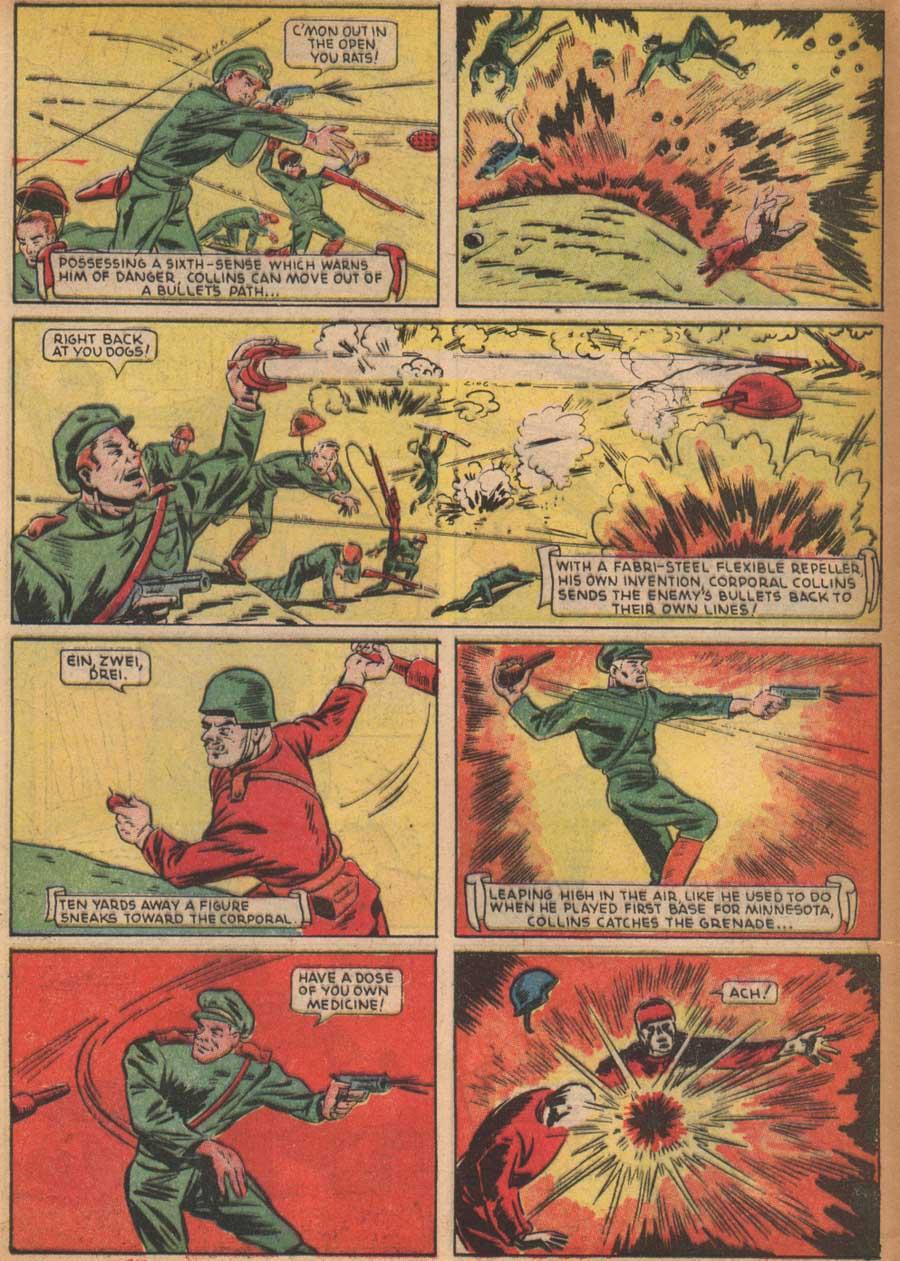 C'MON OUT IN
THE OPEN,
YOU RATS!
POSSESSING A SIXTH-SENSE WHICH WARNS
HIM OF DANGER, COLLINS CAN MOVE OUT OF
A BULLET'S PATH...
RIGHT BACK
AT YOU DOGS!
ZING
WITH A FABRI-STEEL FLEXIBLE REPELLER,
HIS OWN INVENTION, CORPORAL COLLINS
SENDS THE ENEMY'S BULLETS BACK TO
THEIR OWN LINES!
EIN, ZWEI,
DREI.
TEN YARDS AWAY A FIGURE
SNEAKS TOWARD THE CORPORAL.
LEAPING HIGH IN THE AIR, LIKE HE USED TO DO
WHEN HE PLAYED FIRST BASE FOR MINNESOTA,
COLLINS CATCHES THE GRENADE...
HAVE A DOSE
OF YOU OWN
MEDICINE!
ACH!